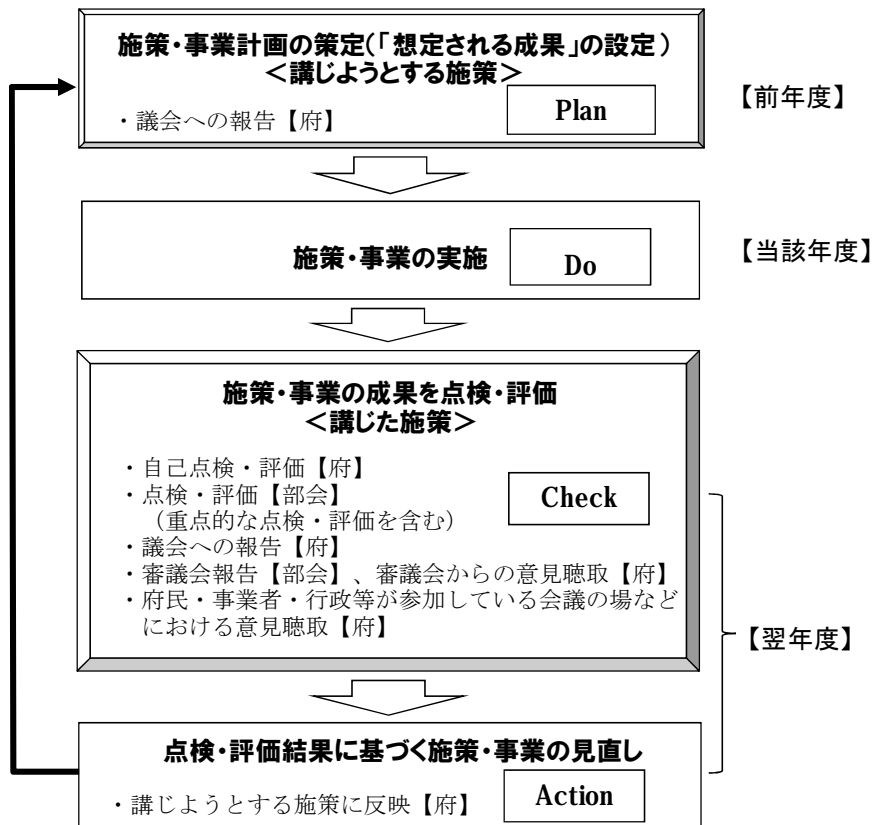 施策・事業計画の策定(「想定される成果」の設定)
＜講じようとする施策＞
・議会への報告【府】
Plan
【前年度】
施策・事業の実施
Do
【当該年度】
施策・事業の成果を点検・評価
＜講じた施策＞
・自己点検・評価【府】
・点検・評価【部会】
（重点的な点検・評価を含む）
・議会への報告【府】
・審議会報告【部会】、審議会からの意見聴取【府】
・府民・事業者・行政等が参加している会議の場など
における意見聴取【府】
Check
【翌年度】
点検・評価結果に基づく施策・事業の見直し
・講じようとする施策に反映【府】
Action